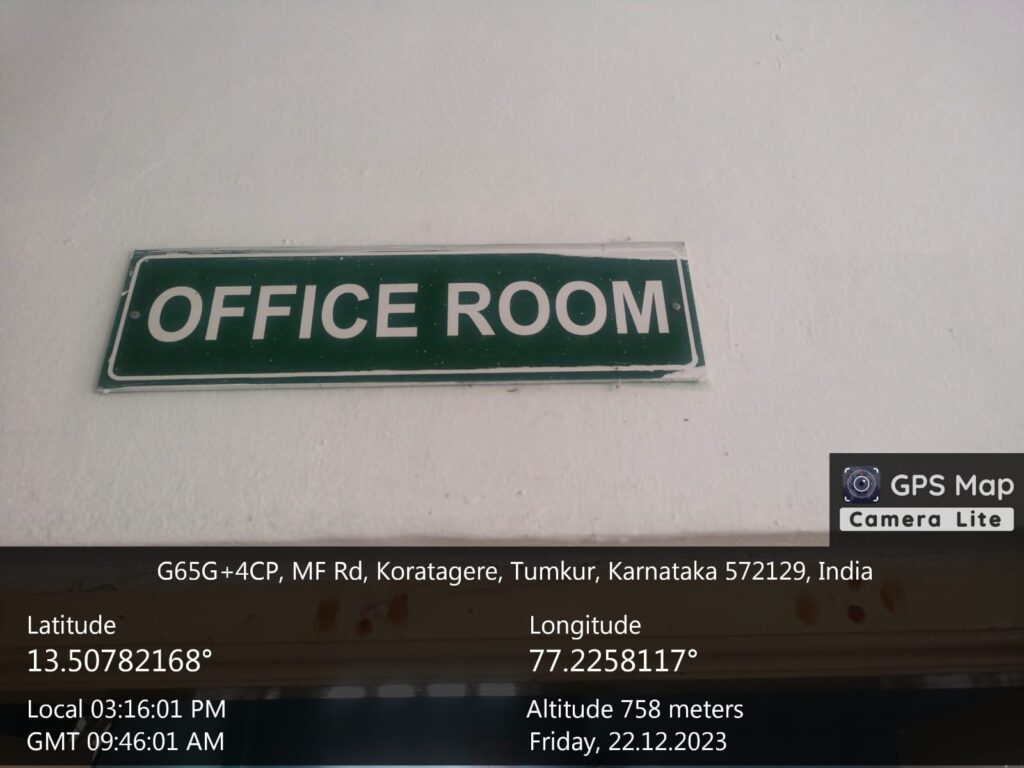 OFFICE ROOM
GPS Map
Camera Lite
G65G+4CP, MF Rd, Koratagere, Tumkur, Karnataka 572129, India
Latitude
13.50782168°
Longitude
77.2258117°
Local 03:16:01 PM
GMT 09:46:01 AM
Altitude 758 meters
Friday, 22.12.2023